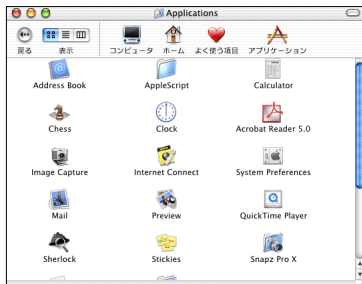 Applications
戻る 表示 コンピュータ ホーム よく使う項目 アプリケーション
Address Book AppleScript Calculator
Chess Clock Acrobat Reader 5.0
Image Capture Internet Connect System Preferences
Mail Preview QuickTime Player
Sherlock Stickies Snapz Pro X